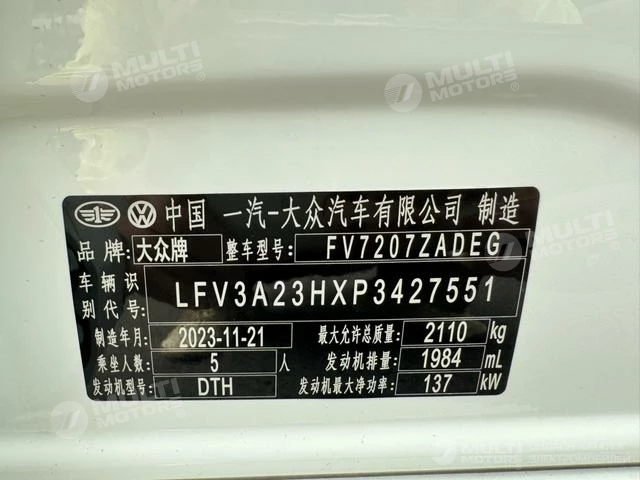 MULTI MOTORS
MULTI MOTORS
中国 一汽-大众汽车有限公司 制造
品牌: 大众牌 整车型号: FV7207ZADEG
车辆识别代号: LFV3A23HXP3427551
制造年月: 2023-11-21 最大允许总质量: 2110 kg
乘坐人数: 5 人 发动机排量: 1984 mL
发动机型号: DTH 发动机最大净功率: 137 kW
MULTI MOTORS